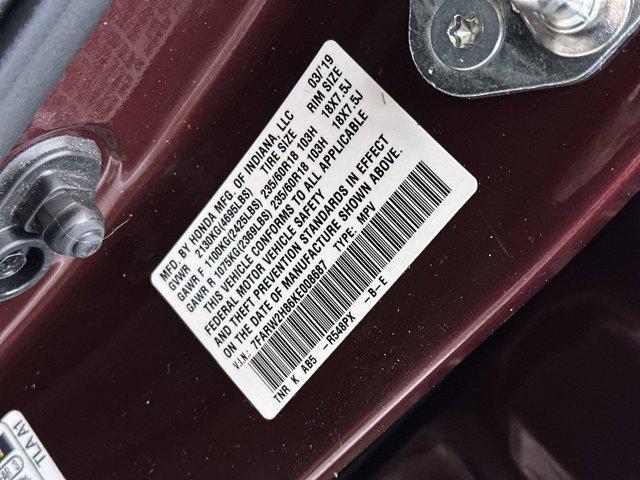 MFD. BY HONDA MFG. OF INDIANA, LLC 03/'19
GVWR 2130KG(4695LBS) TIRE SIZE RIM SIZE
GAWR F 1100KG(2425LBS) 235/60R18 103H 18X7.5J
GAWR R 1075KG(2369LBS) 235/60R18 103H 18X7.5J
THIS VEHICLE CONFORMS TO ALL APPLICABLE
FEDERAL MOTOR VEHICLE SAFETY
AND THEFT PREVENTION STANDARDS IN EFFECT
ON THE DATE OF MANUFACTURE SHOWN ABOVE.
V.I.N.: 7FARW2H86KE008687 TYPE: MPV
TNR K AB5 -R548PX -B-E
TLA A1